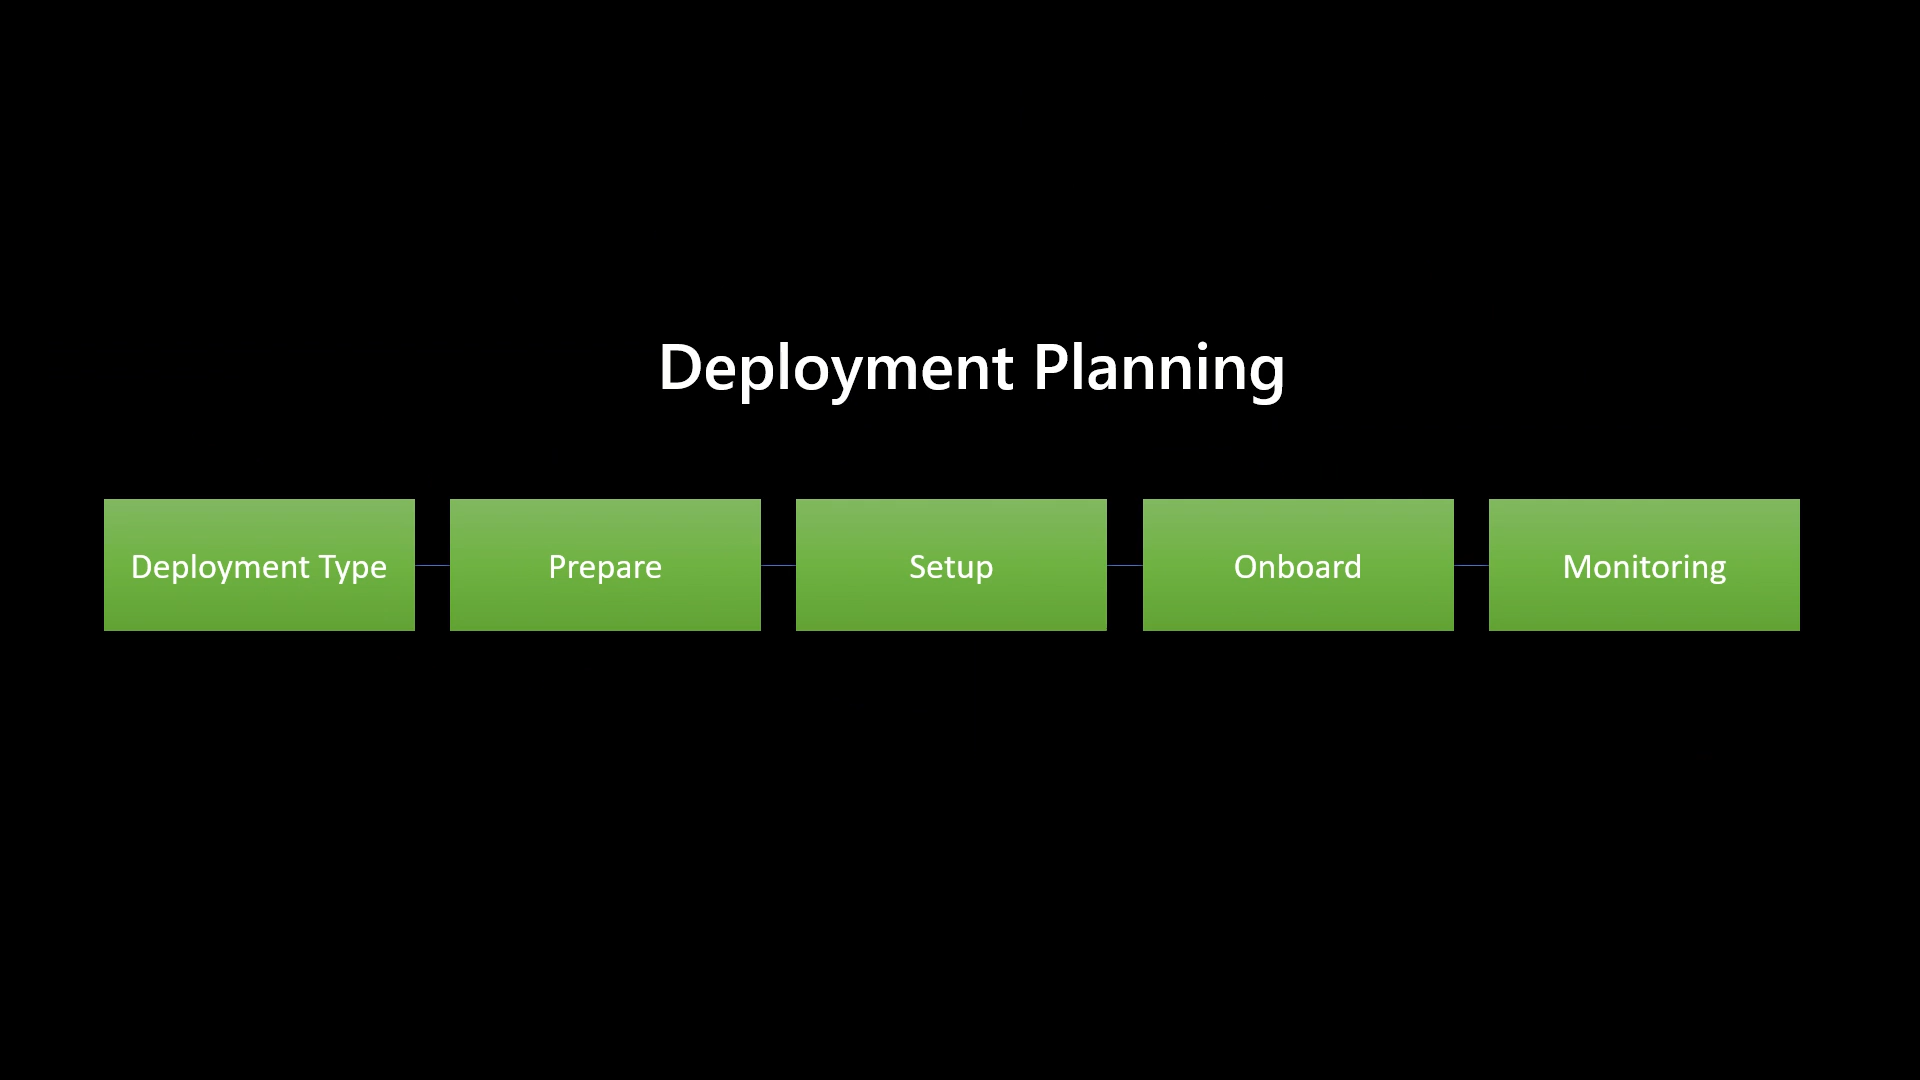 Deployment Planning
Deployment Type
Prepare
Setup
Onboard
Monitoring